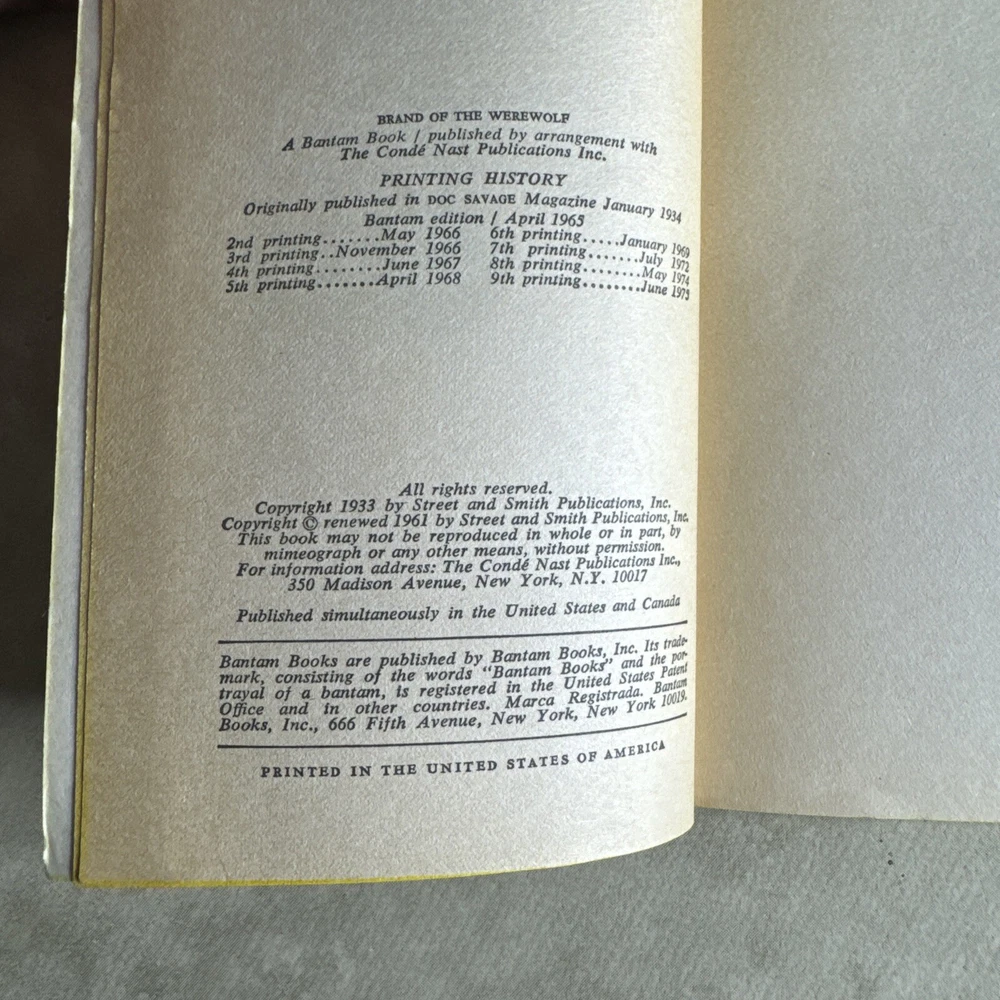 BRAND OF THE WEREWOLF
A Bantam Book / published by arrangement with
The Condé Nast Publications Inc.
PRINTING HISTORY
Originally published in DOC SAVAGE Magazine January 1934
Bantam edition / April 1965
2nd printing.......May 1966 6th printing.....January 1969
3rd printing..November 1966 7th printing.......July 1972
4th printing........June 1967 8th printing........May 1974
5th printing.......April 1968 9th printing........June 1975
All rights reserved.
Copyright 1933 by Street and Smith Publications, Inc.
Copyright © renewed 1961 by Street and Smith Publications, Inc.
This book may not be reproduced in whole or in part, by
mimeograph or any other means, without permission.
For information address: The Condé Nast Publications Inc.,
350 Madison Avenue, New York, N.Y. 10017
Published simultaneously in the United States and Canada
Bantam Books are published by Bantam Books, Inc. Its trade-
mark, consisting of the words "Bantam Books" and the por-
trayal of a bantam, is registered in the United States Patent
Office and in other countries. Marca Registrada. Bantam
Books, Inc., 666 Fifth Avenue, New York, New York 10019.
PRINTED IN THE UNITED STATES OF AMERICA